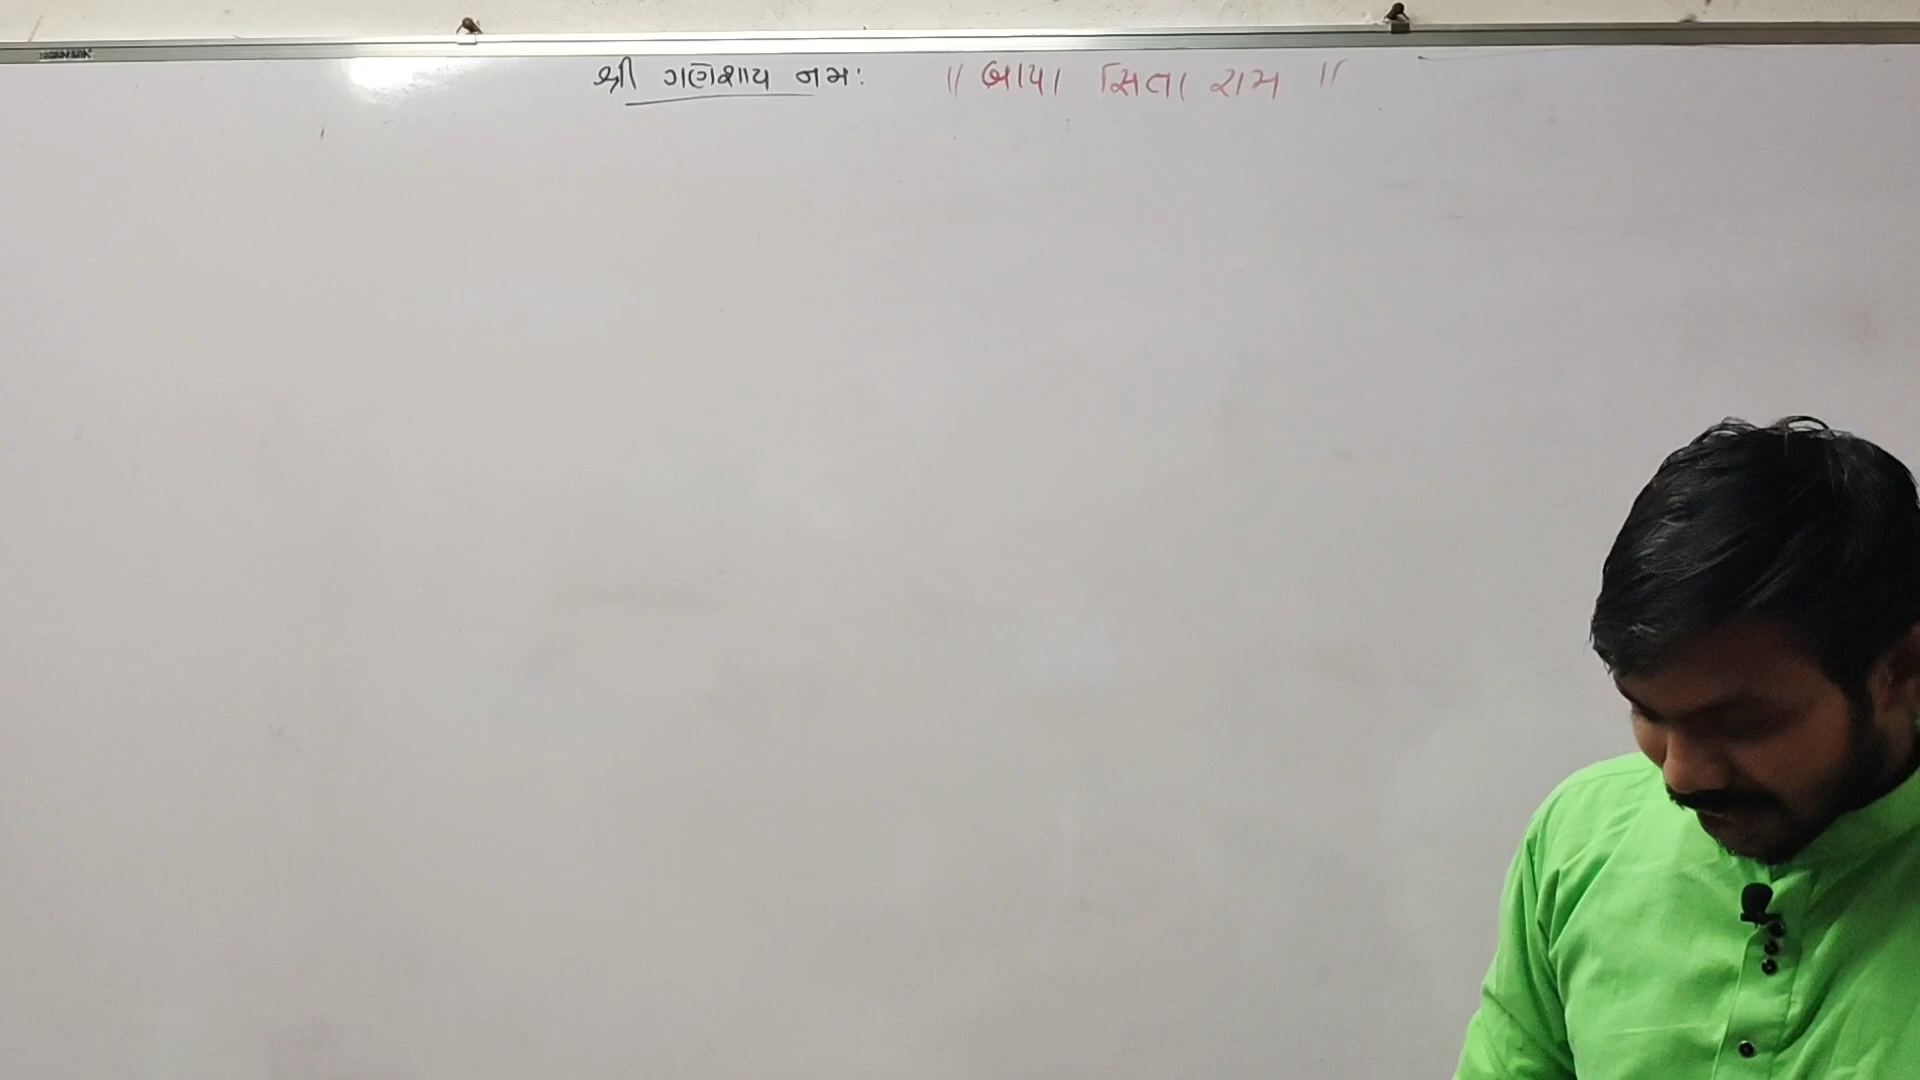 શ્રી ગણેશાય નમઃ ॥ બાપા સિતા રામ ॥